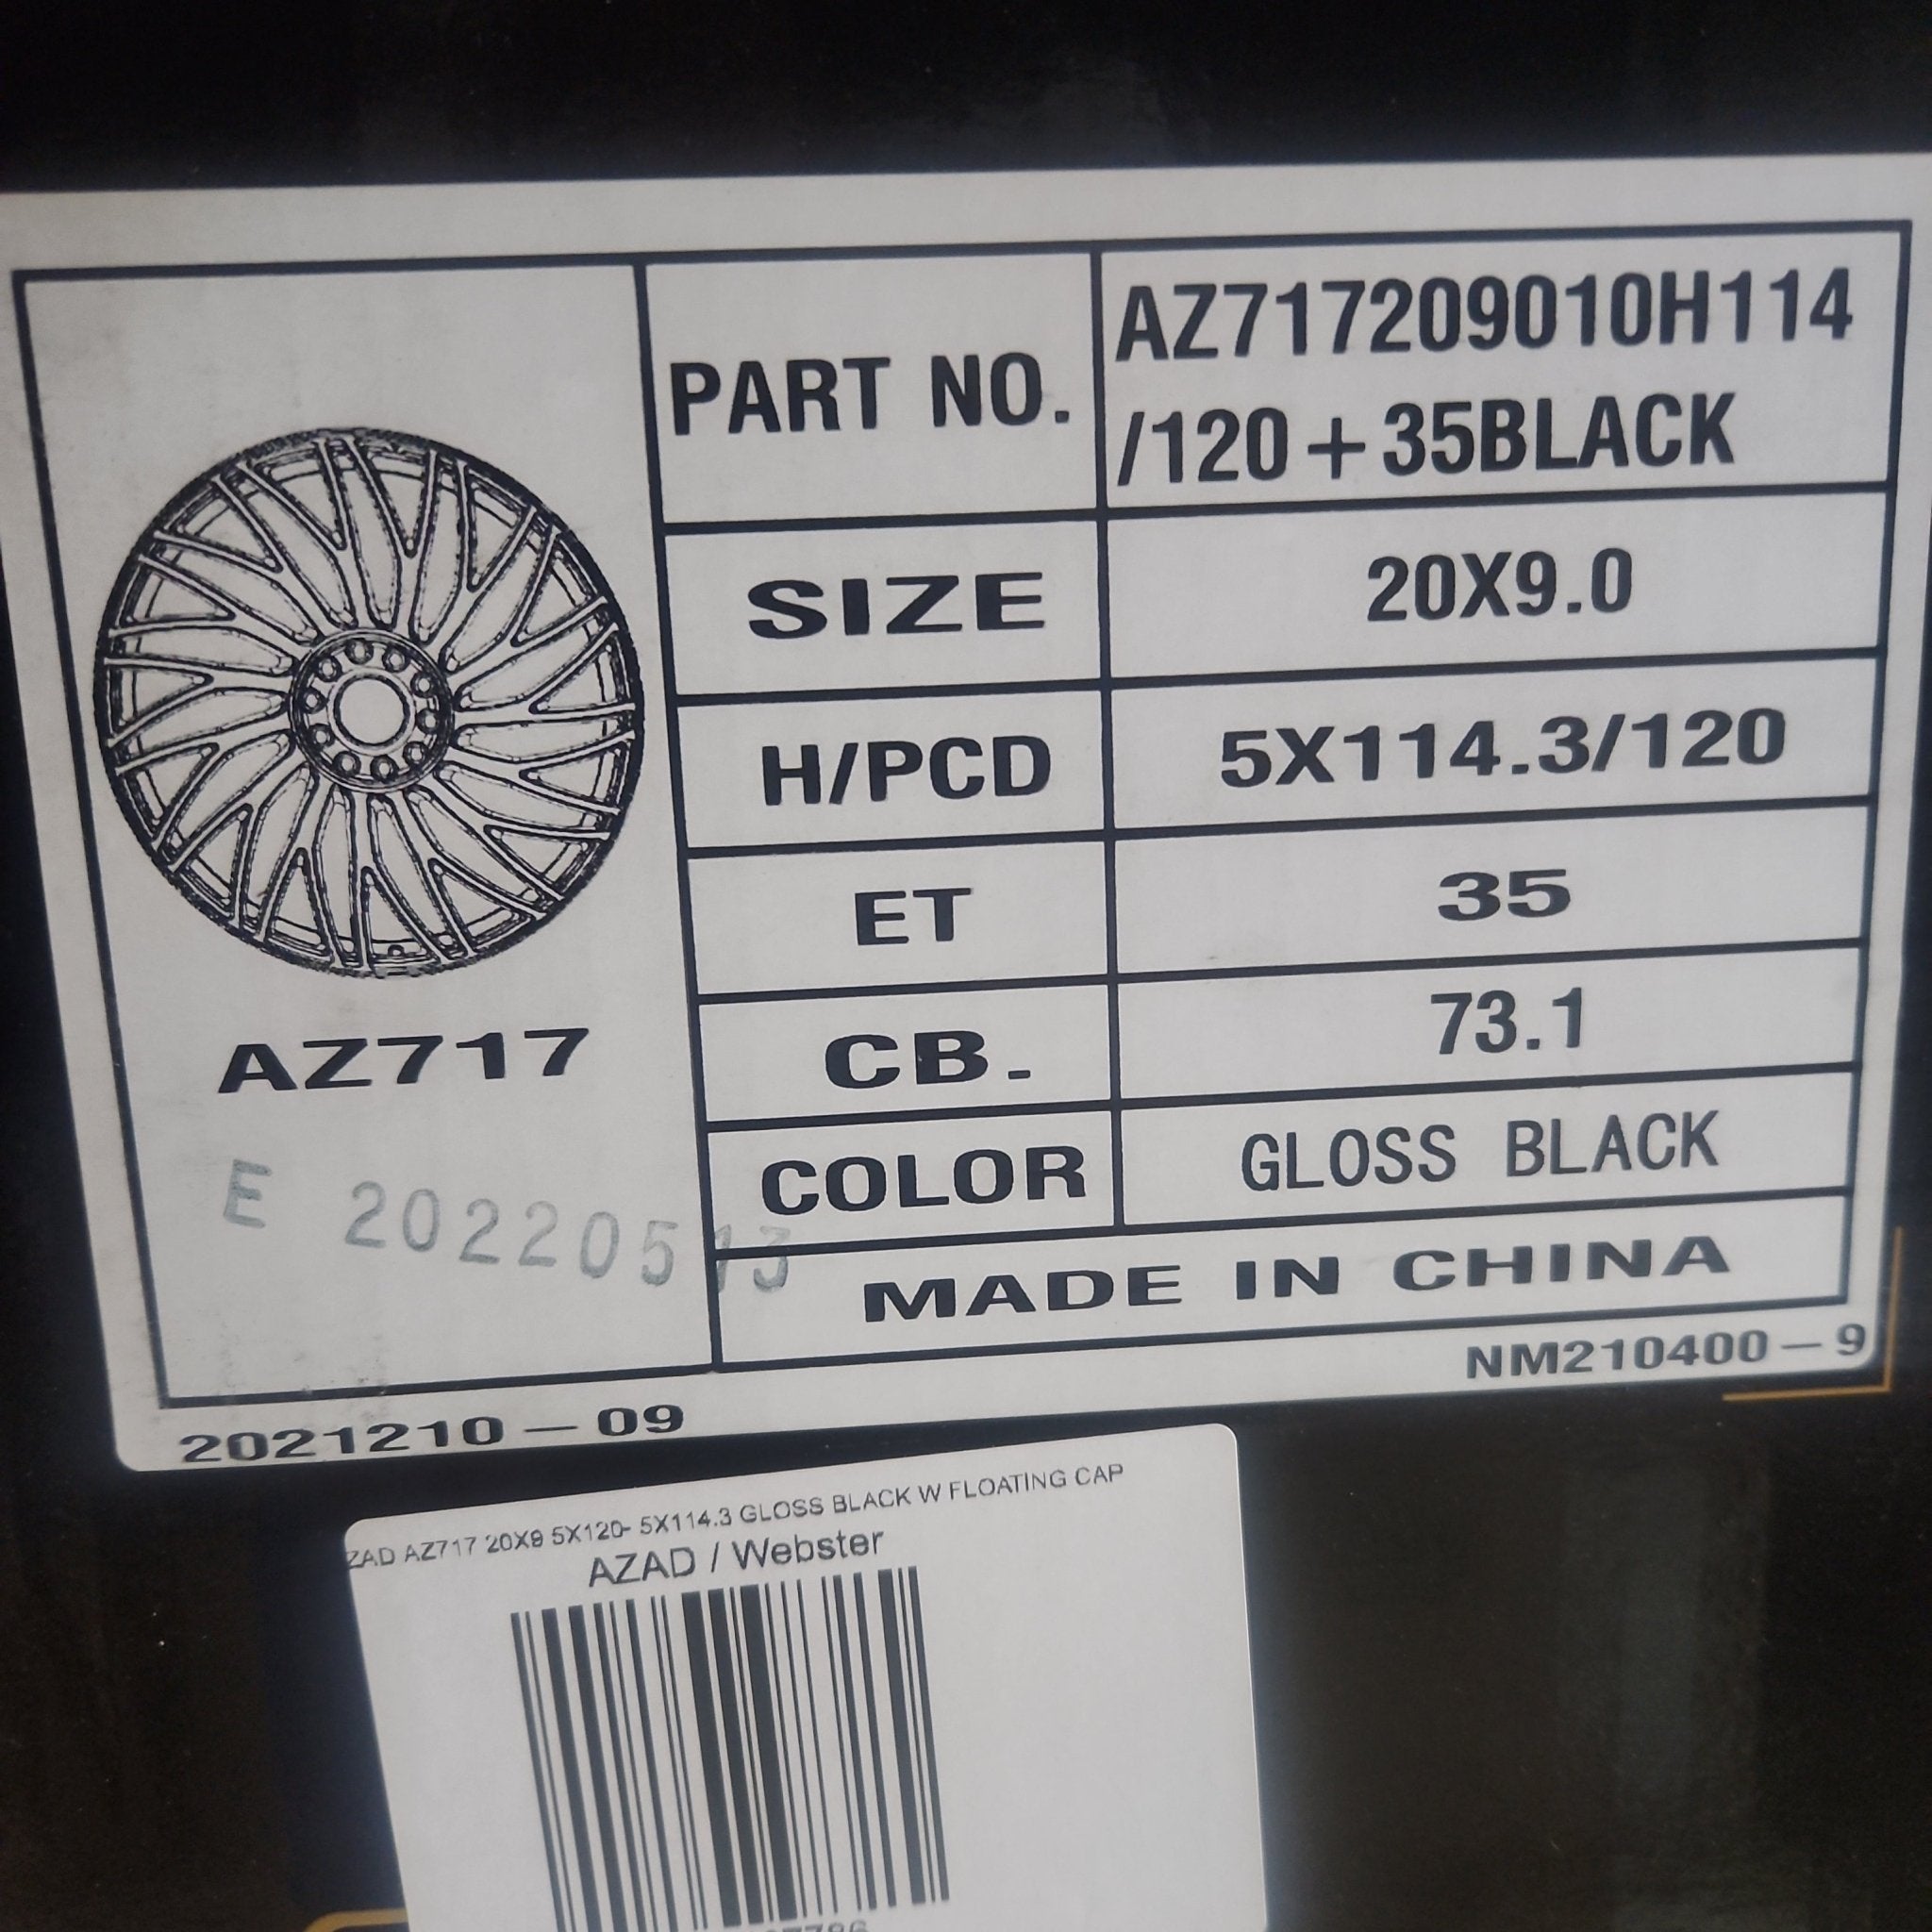 PART NO.
AZ717209010H114
/120+35BLACK
SIZE
20X9.0
H/PCD
5X114.3/120
ET
35
CB.
73.1
COLOR
GLOSS BLACK
MADE IN CHINA
AZ717
E 20220513
2021210-09
NM210400-9
ZAD AZ717 20X9 5X120- 5X114.3 GLOSS BLACK W FLOATING CAP
AZAD / Webster